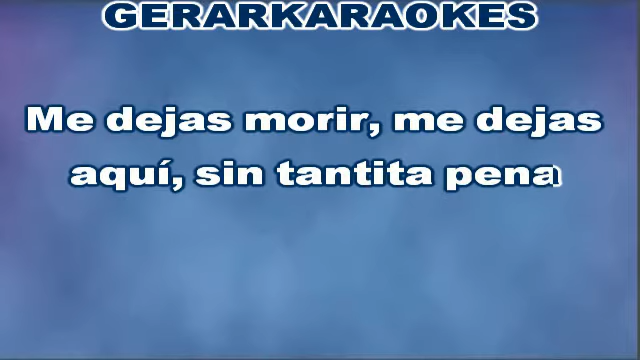 GERARKARAOKES
Me dejas morir, me dejas
aquí, sin tantita pena